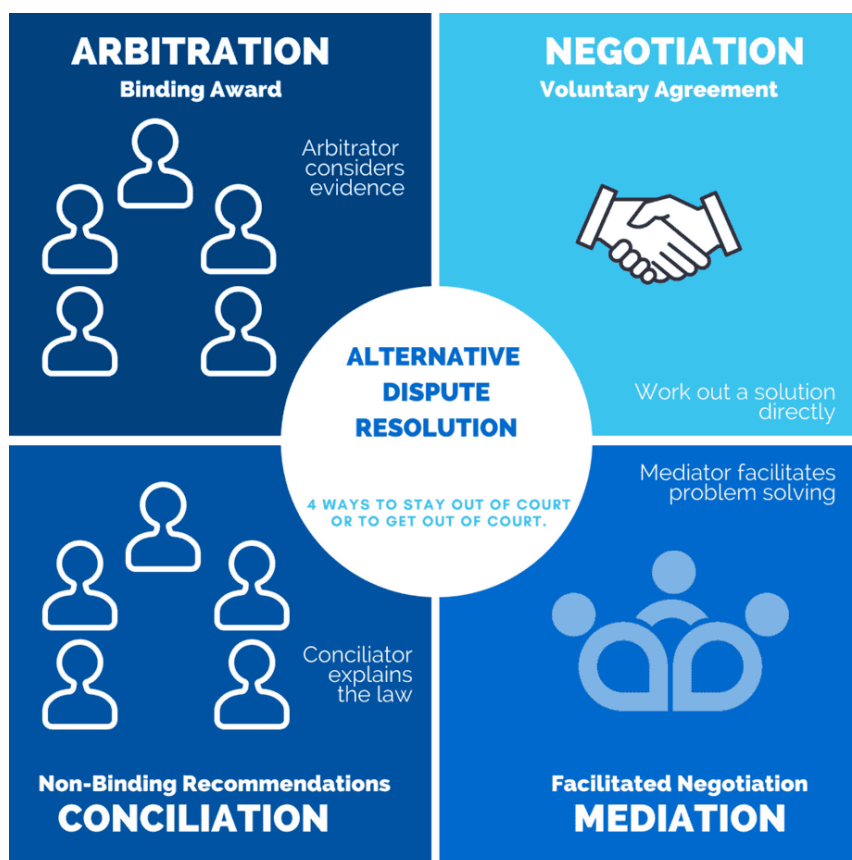 ARBITRATION
Binding Award
Arbitrator
considers
evidence
NEGOTIATION
Voluntary Agreement
Work out a solution
directly
ALTERNATIVE
DISPUTE
RESOLUTION
4 WAYS TO STAY OUT OF COURT
OR TO GET OUT OF COURT.
Conciliator
explains
the law
Non-Binding Recommendations
CONCILIATION
Mediator facilitates
problem solving
Facilitated Negotiation
MEDIATION